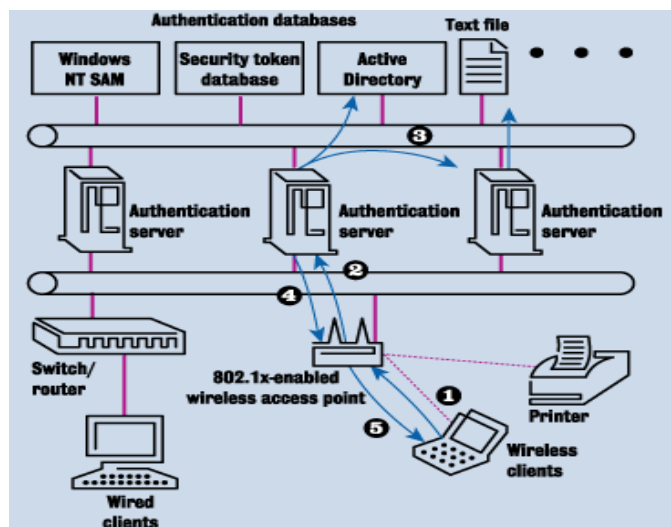 Authentication databases
Windows
NT SAM
Security token
database
Active
Directory
Text file
3
Authentication
server
Authentication
server
Authentication
server
2
4
Switch/
router
802.1x-enabled
wireless access point
1
5
Printer
Wireless
clients
Wired
clients